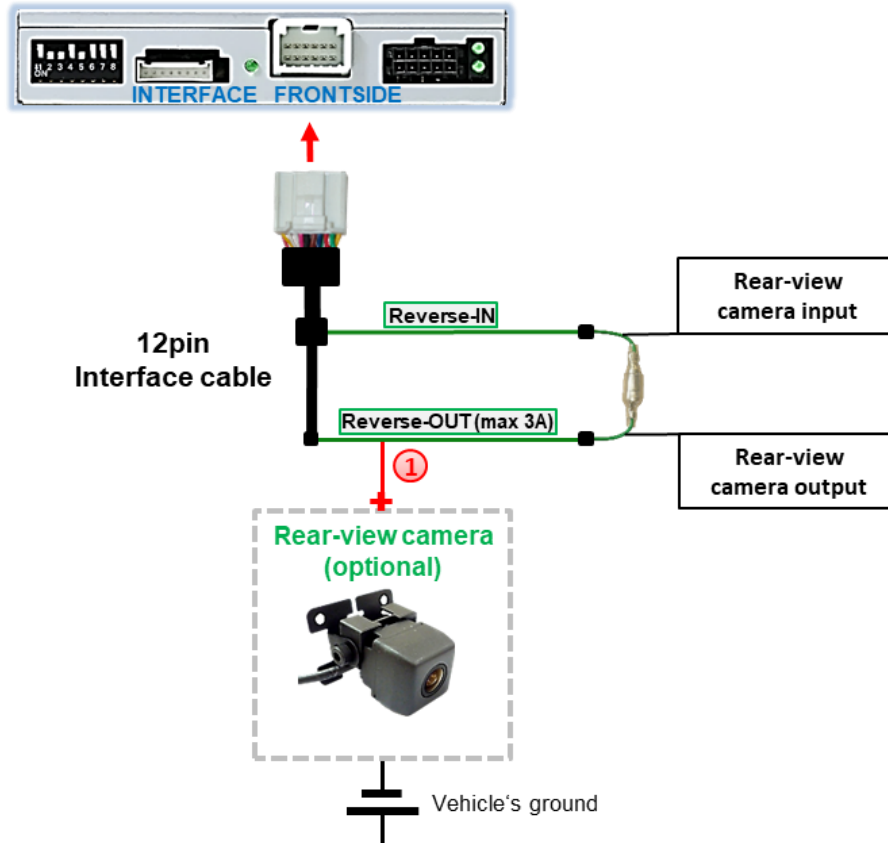 ON
1 2 3 4 5 6 7 8
INTERFACE FRONTSIDE
Reverse-IN
Rear-view
camera input
12pin
Interface cable
Reverse-OUT (max 3A)
1
Rear-view
camera output
Rear-view camera
(optional)
Vehicle's ground